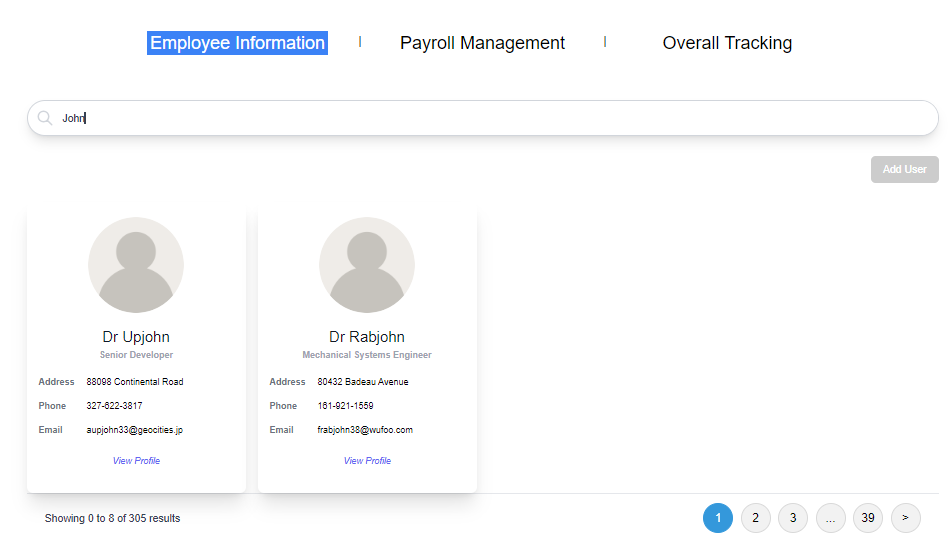 Employee Information | Payroll Management | Overall Tracking
John
Add User
Dr Upjohn
Senior Developer
Address 88098 Continental Road
Phone 327-622-3817
Email aupjohn33@geocities.jp
View Profile
Dr Rabjohn
Mechanical Systems Engineer
Address 80432 Badeau Avenue
Phone 161-921-1559
Email frabjohn38@wufoo.com
View Profile
Showing 0 to 8 of 305 results
1 2 3 ... 39 >